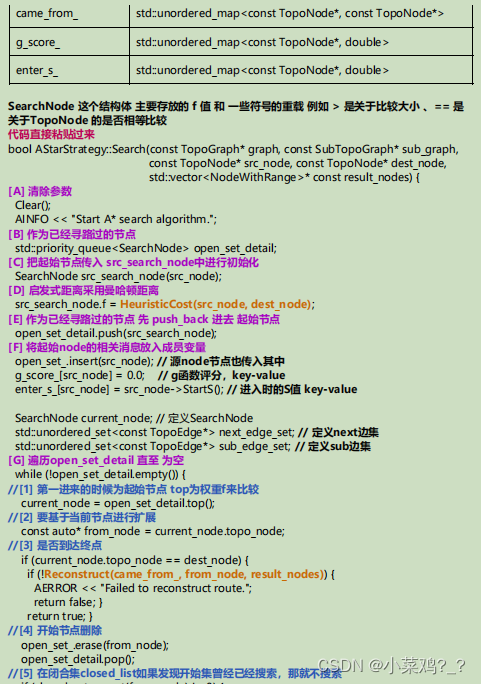 came_from_ std::unordered_map<const TopoNode*, const TopoNode*>
g_score_ std::unordered_map<const TopoNode*, double>
enter_s_ std::unordered_map<const TopoNode*, double>
SearchNode 这个结构体 主要存放的 f 值 和 一些符号的重载 例如 > 是关于比较大小 、== 是
关于TopoNode 的是否相等比较
代码直接粘贴过来
bool AStarStrategy::Search(const TopoGraph* graph, const SubTopoGraph* sub_graph,
const TopoNode* src_node, const TopoNode* dest_node,
std::vector<NodeWithRange>* const result_nodes) {
[A] 清除参数
Clear();
AINFO << "Start A* search algorithm.";
[B] 作为已经寻路过的节点
std::priority_queue<SearchNode> open_set_detail;
[C] 把起始节点传入 src_search_node中进行初始化
SearchNode src_search_node(src_node);
[D] 启发式距离采用曼哈顿距离
src_search_node.f = HeuristicCost(src_node, dest_node);
[E] 作为已经寻路过的节点 先 push_back 进去 起始节点
open_set_detail.push(src_search_node);
[F] 将起始node的相关消息放入成员变量
open_set_.insert(src_node); // 源node节点也传入其中
g_score_[src_node] = 0.0; // g函数评分，key-value
enter_s_[src_node] = src_node->StartS(); // 进入时的S值 key-value
SearchNode current_node; // 定义SearchNode
std::unordered_set<const TopoEdge*> next_edge_set; // 定义next边集
std::unordered_set<const TopoEdge*> sub_edge_set; // 定义sub边集
[G] 遍历open_set_detail 直至 为空
while (!open_set_detail.empty()) {
//[1] 第一进来的时候为起始节点 top为权重f来比较
current_node = open_set_detail.top();
//[2] 要基于当前节点进行扩展
const auto* from_node = current_node.topo_node;
//[3] 是否到达终点
if (current_node.topo_node == dest_node) {
if (!Reconstruct(came_from_, from_node, result_nodes)) {
AERROR << "Failed to reconstruct route.";
return false; }
return true; }
//[4] 开始节点删除
open_set_.erase(from_node);
open_set_detail.pop();
//[5] 在闭合集closed_list如果发现开始集曾经已经搜索，那就不搜索
CSDN @小菜鸡?_?